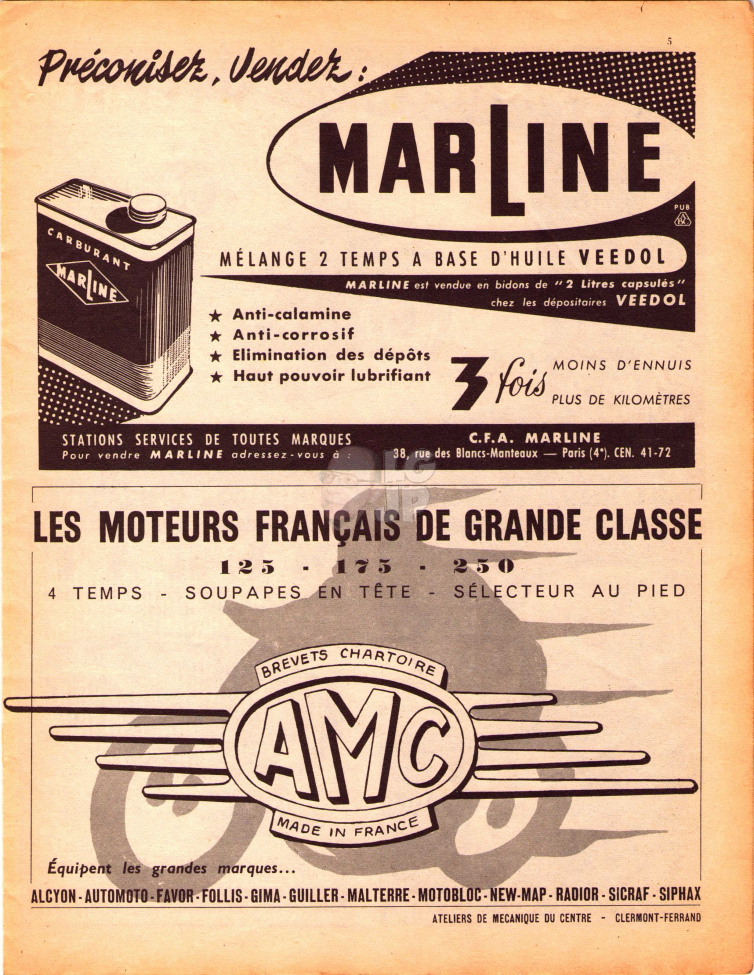 5
Préconisez, Vendez :
MARLINE
PUB
CARBURANT
MARLINE
MÉLANGE 2 TEMPS A BASE D'HUILE VEEDOL
MARLINE est vendue en bidons de "2 Litres capsulés"
chez les dépositaires VEEDOL
★ Anti-calamine
★ Anti-corrosif
★ Elimination des dépôts
★ Haut pouvoir lubrifiant
3 fois
MOINS D'ENNUIS
PLUS DE KILOMÈTRES
STATIONS SERVICES DE TOUTES MARQUES
Pour vendre MARLINE adressez-vous à :
C.F.A. MARLINE
38, rue des Blancs-Manteaux — Paris (4e). CEN. 41-72
LES MOTEURS FRANÇAIS DE GRANDE CLASSE
125 - 175 - 250
4 TEMPS - SOUPAPES EN TÊTE - SÉLECTEUR AU PIED
BREVETS CHARTOIRE
AMC
MADE IN FRANCE
Équipent les grandes marques...
ALCYON - AUTOMOTO - FAVOR - FOLLIS - GIMA - GUILLER - MALTERRE - MOTOBLOC - NEW-MAP - RADIOR - SICRAF - SIPHAX
ATELIERS DE MECANIQUE DU CENTRE - CLERMONT-FERRAND